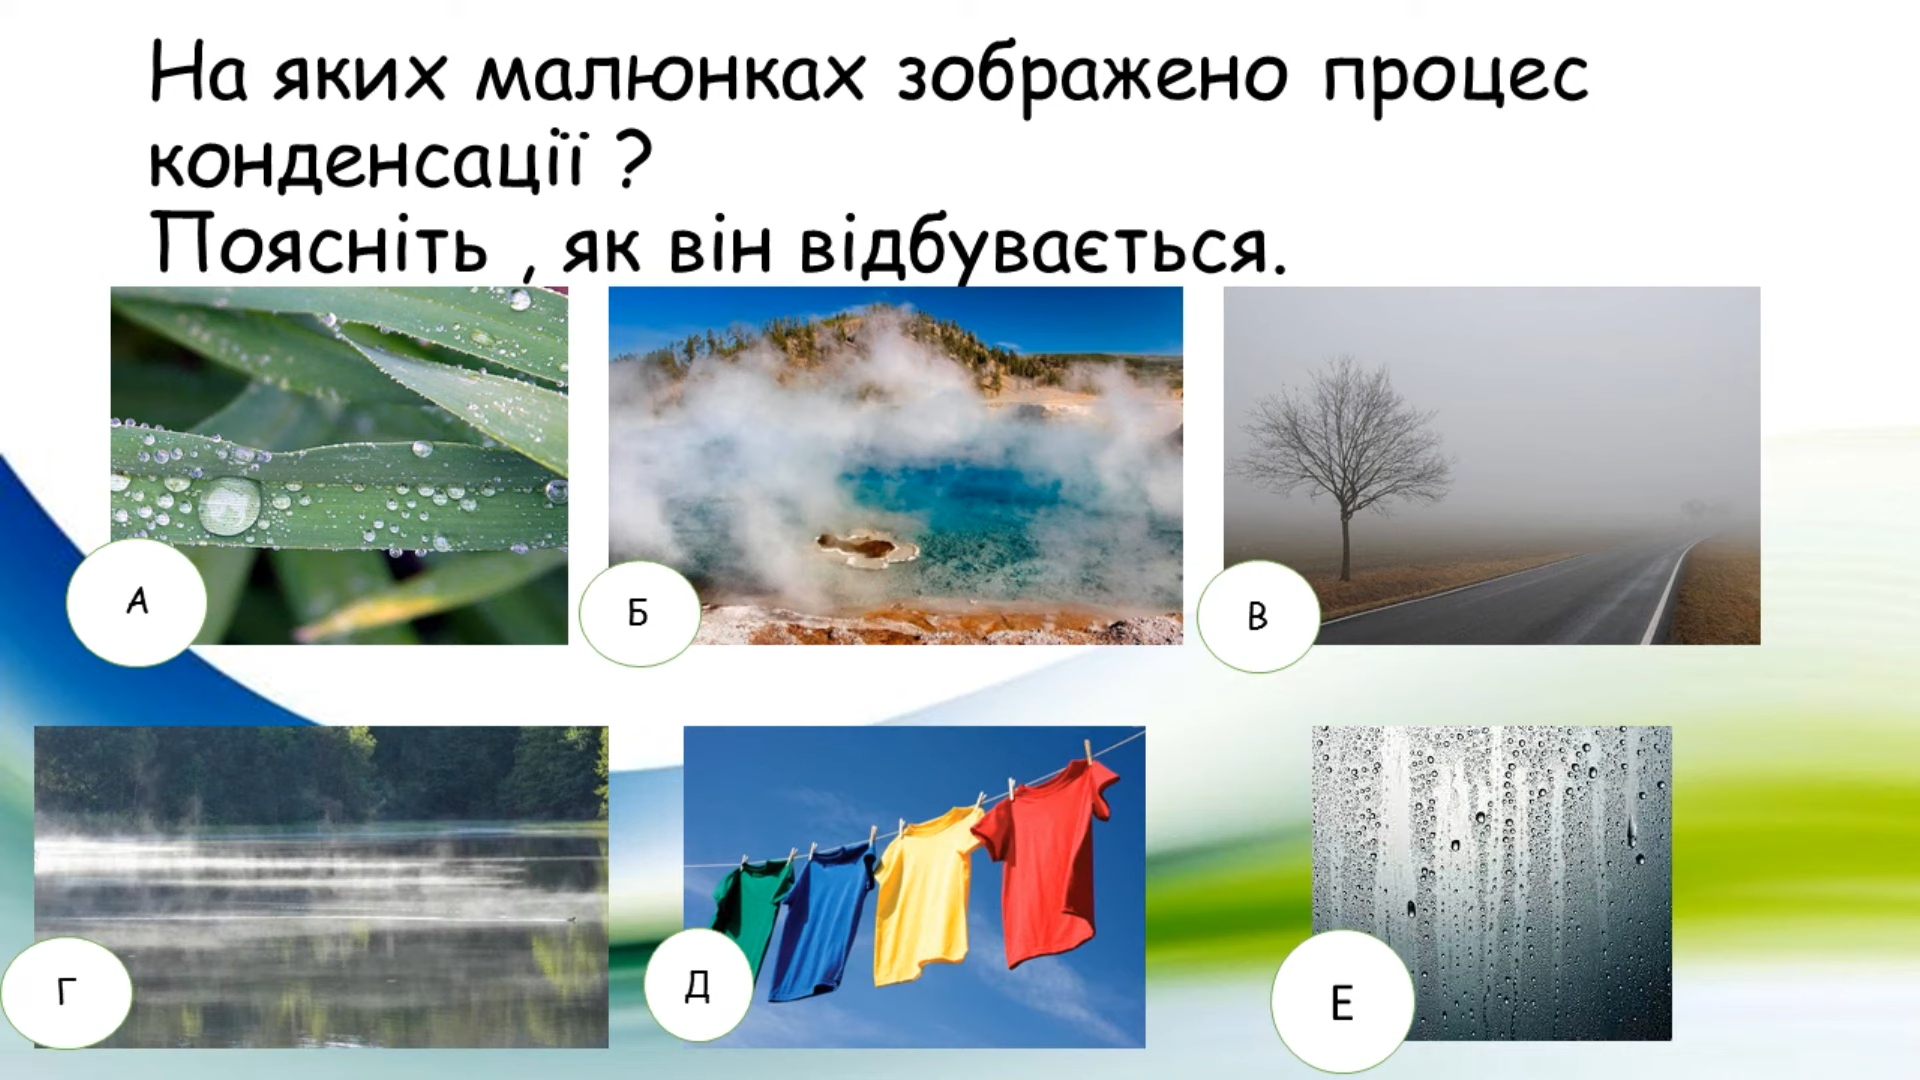 На яких малюнках зображено процес
конденсації ?
Поясніть , як він відбувається.
А
Б
В
Г
Д
Е